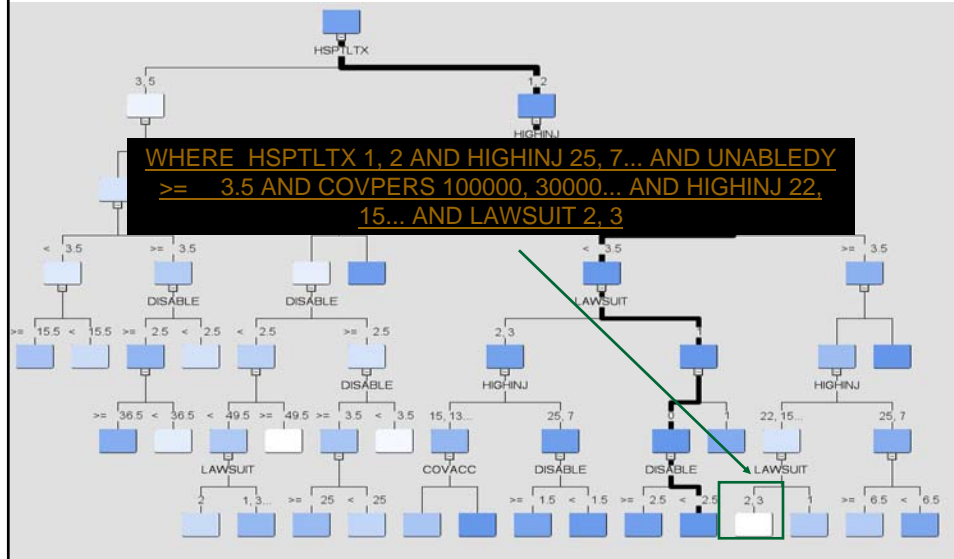 HSPTLTX
3, 5 1, 2
HIGHINJ
WHERE HSPTLTX 1, 2 AND HIGHINJ 25, 7... AND UNABLEDY
>= 3.5 AND COVPERS 100000, 30000... AND HIGHINJ 22,
15... AND LAWSUIT 2, 3
< 3.5 >= 3.5 < 3.5 >= 3.5
DISABLE DISABLE LAWSUIT
>= 15.5 < 15.5 >= 2.5 < 2.5 < 2.5 >= 2.5 2, 3
DISABLE HIGHINJ HIGHINJ
>= 36.5 < 36.5 < 49.5 >= 49.5 >= 3.5 < 3.5 15, 13... 25, 7 1 22, 15... 25, 7
LAWSUIT COVACC DISABLE DISABLE LAWSUIT
2 1, 3... >= 25 < 25 >= 1.5 < 1.5 >= 2.5 < 2.5 2, 3 1 >= 6.5 < 6.5